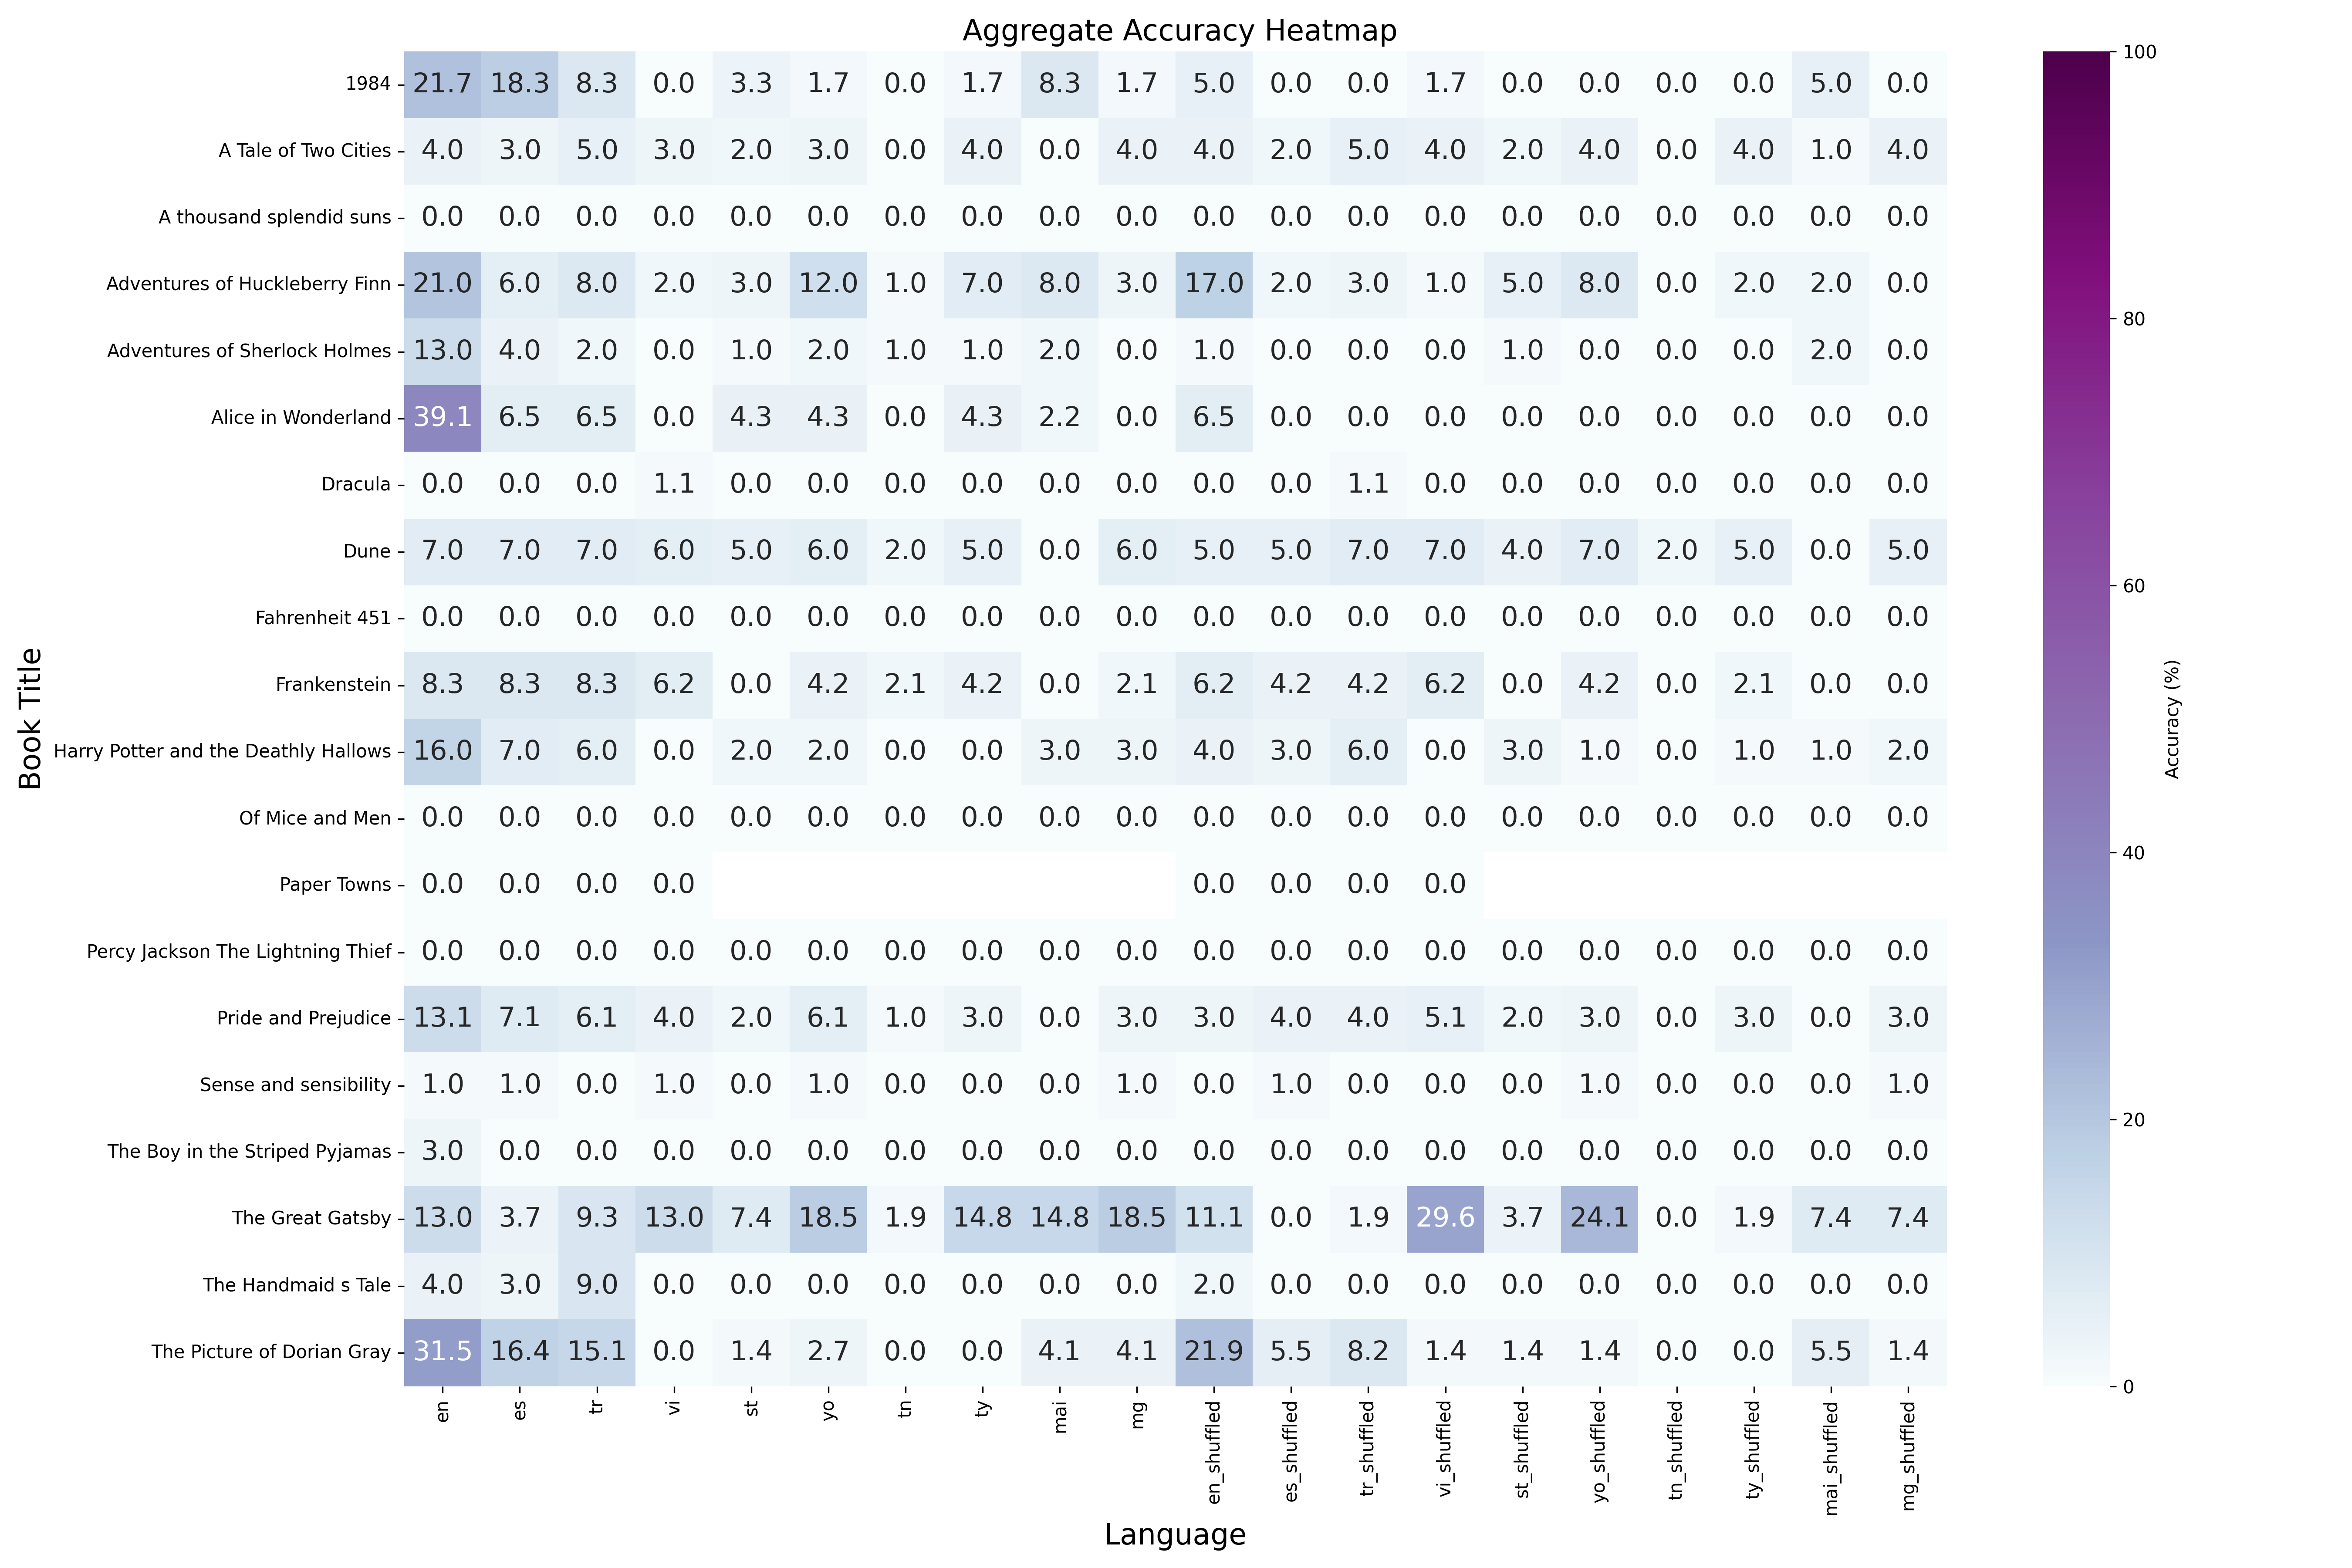 Aggregate Accuracy Heatmap
1984 21.7 18.3 8.3 0.0 3.3 1.7 0.0 1.7 8.3 1.7 5.0 0.0 0.0 1.7 0.0 0.0 0.0 0.0 5.0 0.0
A Tale of Two Cities 4.0 3.0 5.0 3.0 2.0 3.0 0.0 4.0 0.0 4.0 4.0 2.0 5.0 4.0 2.0 4.0 0.0 4.0 1.0 4.0
A thousand splendid suns 0.0 0.0 0.0 0.0 0.0 0.0 0.0 0.0 0.0 0.0 0.0 0.0 0.0 0.0 0.0 0.0 0.0 0.0 0.0 0.0
Adventures of Huckleberry Finn 21.0 6.0 8.0 2.0 3.0 12.0 1.0 7.0 8.0 3.0 17.0 2.0 3.0 1.0 5.0 8.0 0.0 2.0 2.0 0.0
Adventures of Sherlock Holmes 13.0 4.0 2.0 0.0 1.0 2.0 1.0 1.0 2.0 0.0 1.0 0.0 0.0 0.0 1.0 0.0 0.0 0.0 2.0 0.0
Alice in Wonderland 39.1 6.5 6.5 0.0 4.3 4.3 0.0 4.3 2.2 0.0 6.5 0.0 0.0 0.0 0.0 0.0 0.0 0.0 0.0 0.0
Dracula 0.0 0.0 0.0 1.1 0.0 0.0 0.0 0.0 0.0 0.0 0.0 0.0 1.1 0.0 0.0 0.0 0.0 0.0 0.0 0.0
Dune 7.0 7.0 7.0 6.0 5.0 6.0 2.0 5.0 0.0 6.0 5.0 5.0 7.0 7.0 4.0 7.0 2.0 5.0 0.0 5.0
Fahrenheit 451 0.0 0.0 0.0 0.0 0.0 0.0 0.0 0.0 0.0 0.0 0.0 0.0 0.0 0.0 0.0 0.0 0.0 0.0 0.0 0.0
Frankenstein 8.3 8.3 8.3 6.2 0.0 4.2 2.1 4.2 0.0 2.1 6.2 4.2 4.2 6.2 0.0 4.2 0.0 2.1 0.0 0.0
Harry Potter and the Deathly Hallows 16.0 7.0 6.0 0.0 2.0 2.0 0.0 0.0 3.0 3.0 4.0 3.0 6.0 0.0 3.0 1.0 0.0 1.0 1.0 2.0
Of Mice and Men 0.0 0.0 0.0 0.0 0.0 0.0 0.0 0.0 0.0 0.0 0.0 0.0 0.0 0.0 0.0 0.0 0.0 0.0 0.0 0.0
Paper Towns 0.0 0.0 0.0 0.0 0.0 0.0 0.0 0.0
Percy Jackson The Lightning Thief 0.0 0.0 0.0 0.0 0.0 0.0 0.0 0.0 0.0 0.0 0.0 0.0 0.0 0.0 0.0 0.0 0.0 0.0 0.0 0.0
Pride and Prejudice 13.1 7.1 6.1 4.0 2.0 6.1 1.0 3.0 0.0 3.0 3.0 4.0 4.0 5.1 2.0 3.0 0.0 3.0 0.0 3.0
Sense and sensibility 1.0 1.0 0.0 1.0 0.0 1.0 0.0 0.0 0.0 1.0 0.0 1.0 0.0 0.0 0.0 1.0 0.0 0.0 0.0 1.0
The Boy in the Striped Pyjamas 3.0 0.0 0.0 0.0 0.0 0.0 0.0 0.0 0.0 0.0 0.0 0.0 0.0 0.0 0.0 0.0 0.0 0.0 0.0 0.0
The Great Gatsby 13.0 3.7 9.3 13.0 7.4 18.5 1.9 14.8 14.8 18.5 11.1 0.0 1.9 29.6 3.7 24.1 0.0 1.9 7.4 7.4
The Handmaid s Tale 4.0 3.0 9.0 0.0 0.0 0.0 0.0 0.0 0.0 0.0 2.0 0.0 0.0 0.0 0.0 0.0 0.0 0.0 0.0 0.0
The Picture of Dorian Gray 31.5 16.4 15.1 0.0 1.4 2.7 0.0 0.0 4.1 4.1 21.9 5.5 8.2 1.4 1.4 1.4 0.0 0.0 5.5 1.4
en es tr vi st yo tn ty mai mg en_shuffled es_shuffled tr_shuffled vi_shuffled st_shuffled yo_shuffled tn_shuffled ty_shuffled mai_shuffled mg_shuffled
Language
Book Title
100
80
60
40
20
0
Accuracy (%)